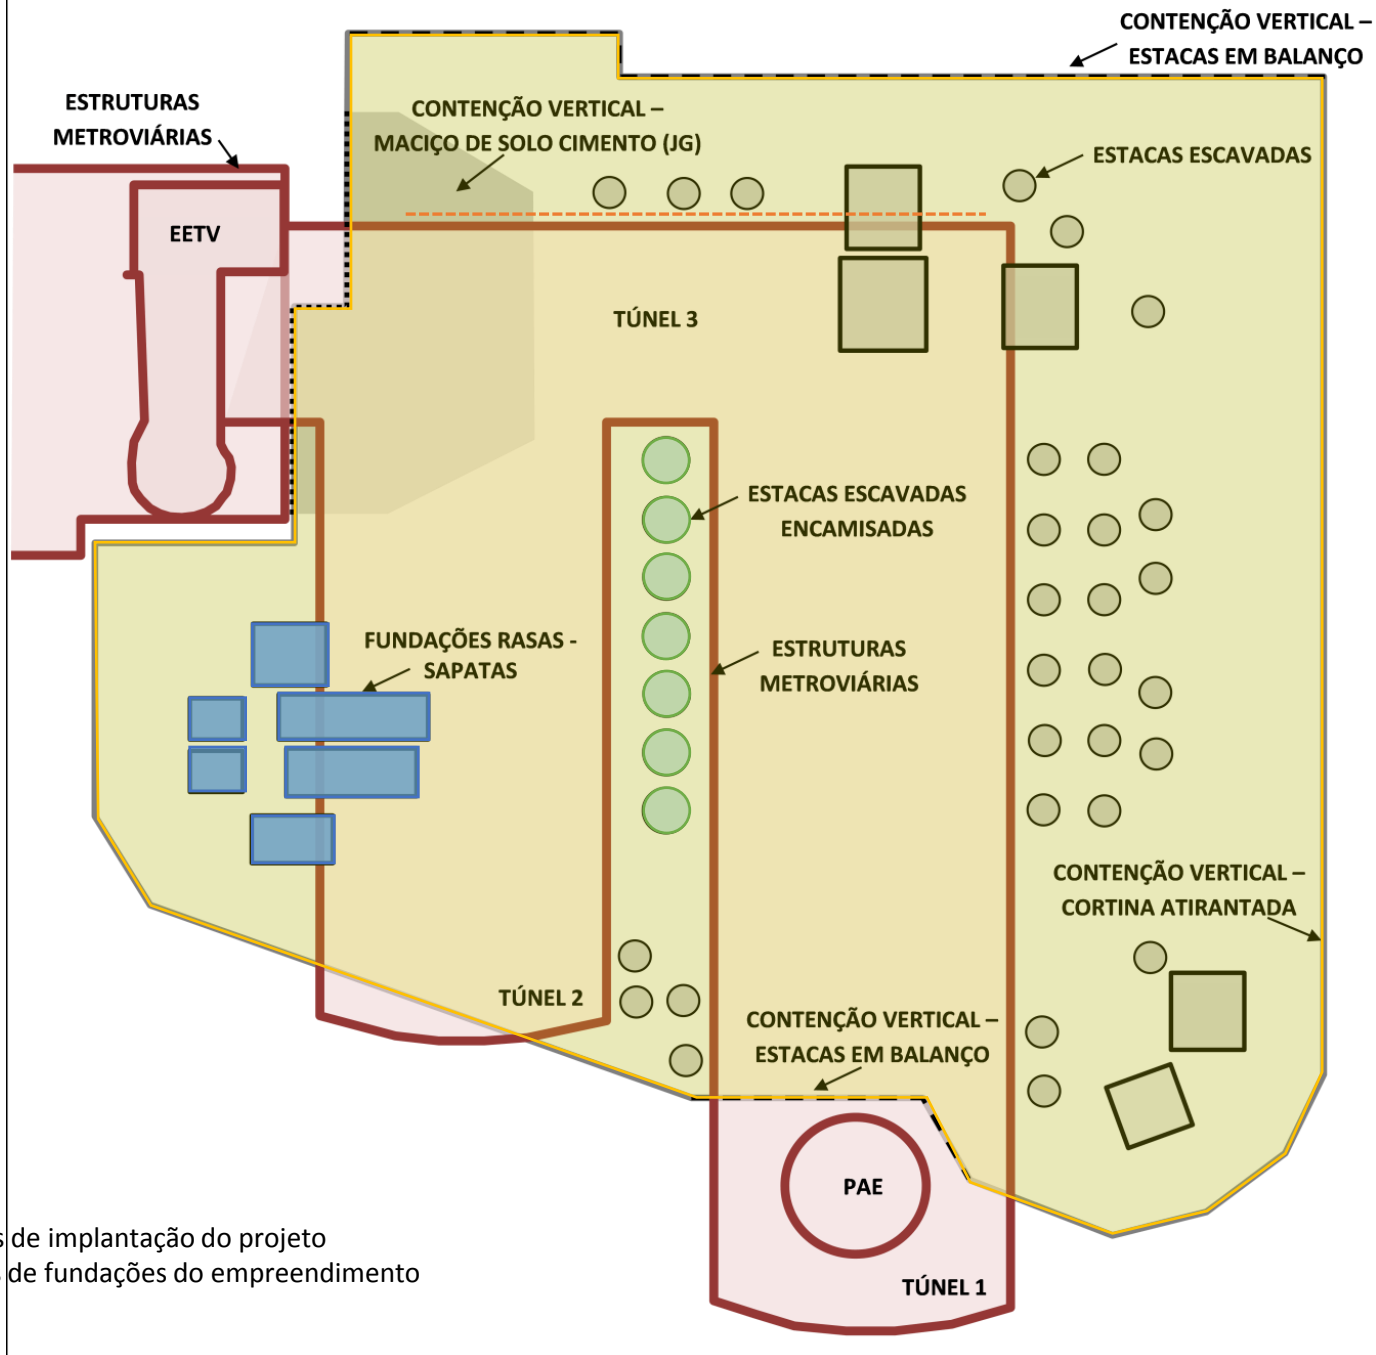 CONTENÇÃO VERTICAL –
ESTACAS EM BALANÇO
ESTRUTURAS
METROVIÁRIAS
CONTENÇÃO VERTICAL –
MACIÇO DE SOLO CIMENTO (JG)
ESTACAS ESCAVADAS
EETV
TÚNEL 3
ESTACAS ESCAVADAS
ENCAMISADAS
FUNDAÇÕES RASAS -
SAPATAS
ESTRUTURAS
METROVIÁRIAS
CONTENÇÃO VERTICAL –
CORTINA ATIRANTADA
TÚNEL 2
CONTENÇÃO VERTICAL –
ESTACAS EM BALANÇO
PAE
TÚNEL 1
de implantação do projeto
de fundações do empreendimento